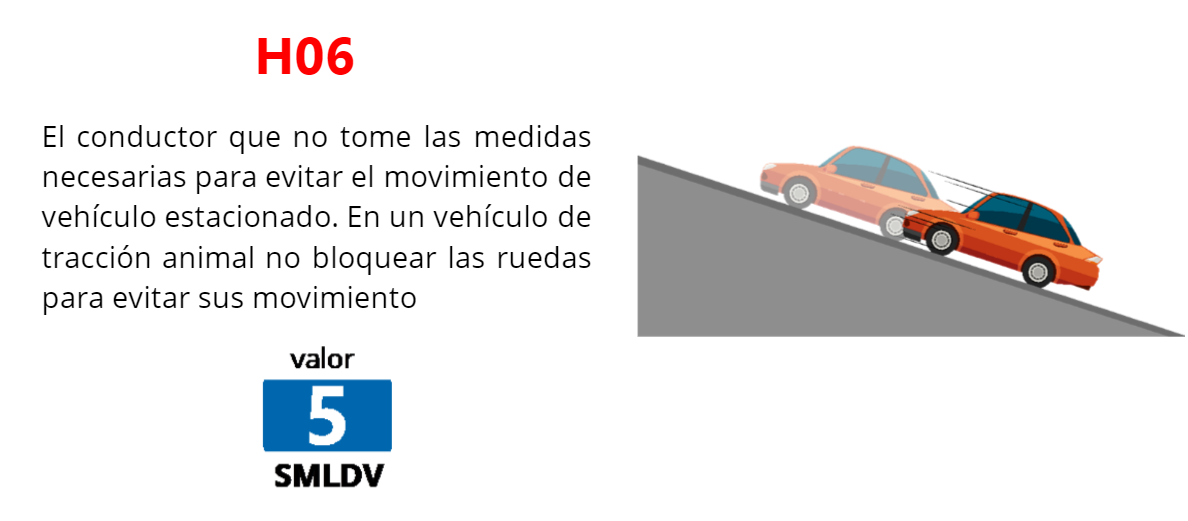 H06
El conductor que no tome las medidas
necesarias para evitar el movimiento de
vehículo estacionado. En un vehículo de
tracción animal no bloquear las ruedas
para evitar sus movimiento
valor
5
SMLDV